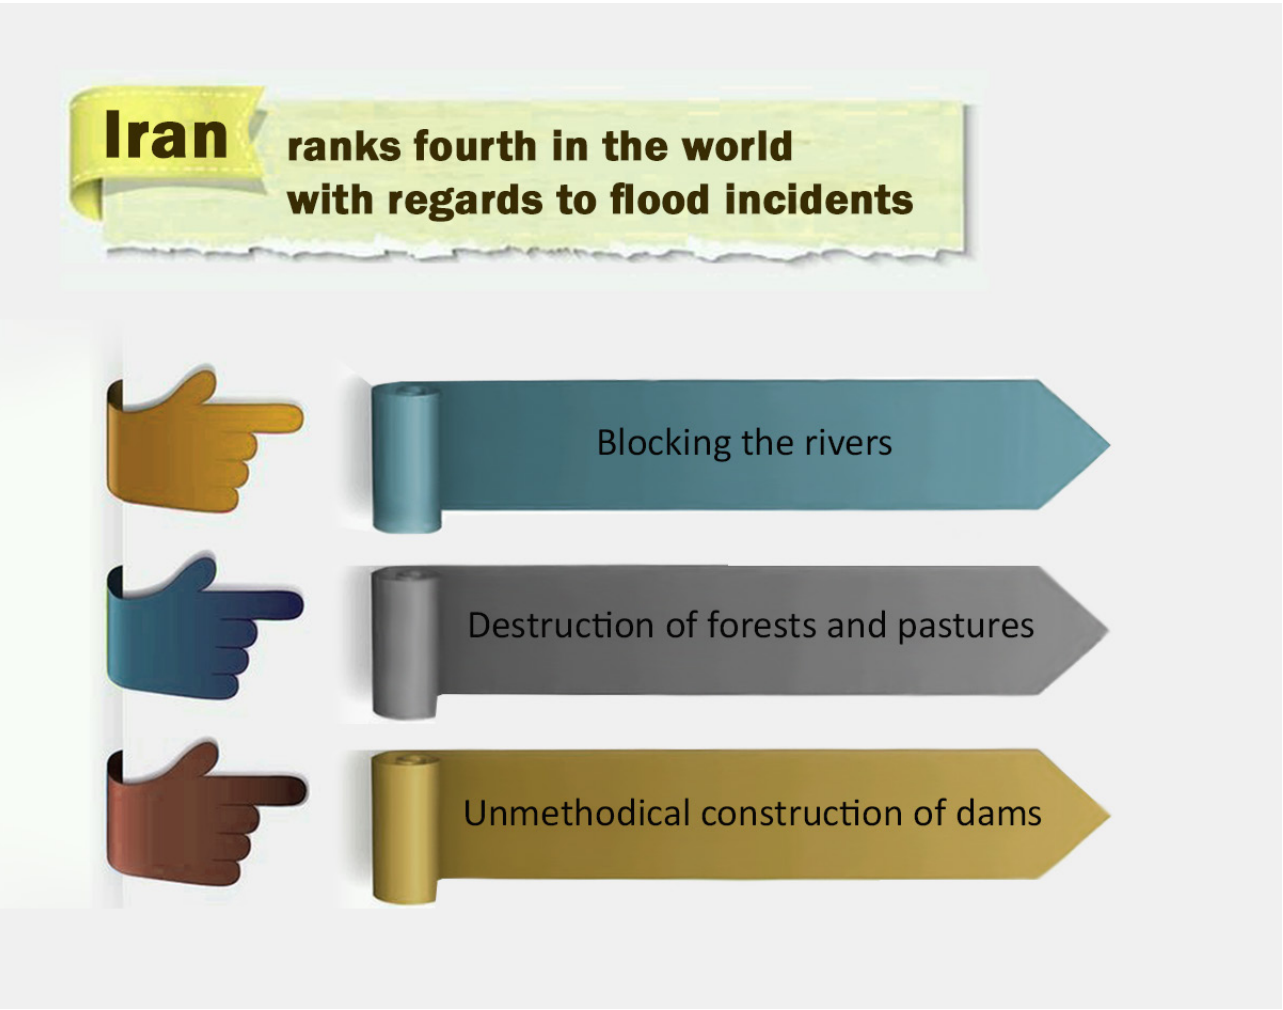 Iran
ranks fourth in the world
with regards to flood incidents
Blocking the rivers
Destruction of forests and pastures
Unmethodical construction of dams